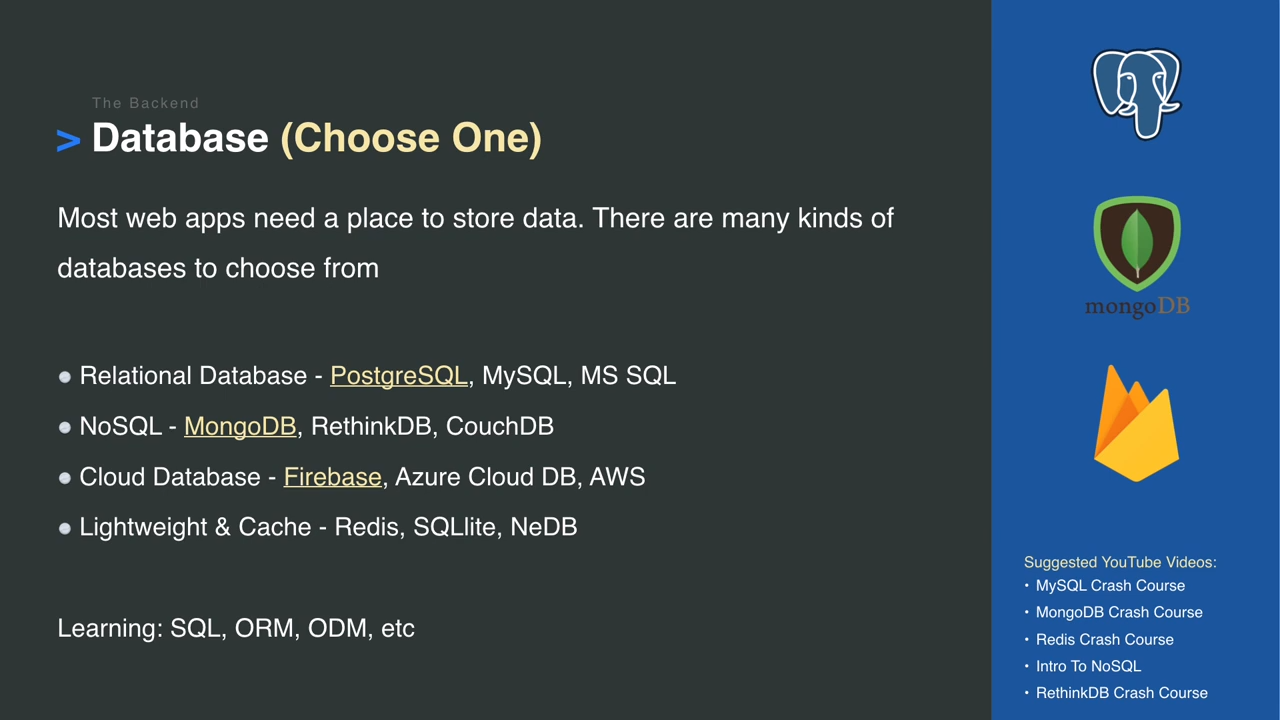 The Backend
> Database (Choose One)
Most web apps need a place to store data. There are many kinds of
databases to choose from
● Relational Database - PostgreSQL, MySQL, MS SQL
● NoSQL - MongoDB, RethinkDB, CouchDB
● Cloud Database - Firebase, Azure Cloud DB, AWS
● Lightweight & Cache - Redis, SQLlite, NeDB
Learning: SQL, ORM, ODM, etc
mongoDB
Suggested YouTube Videos:
• MySQL Crash Course
• MongoDB Crash Course
• Redis Crash Course
• Intro To NoSQL
• RethinkDB Crash Course